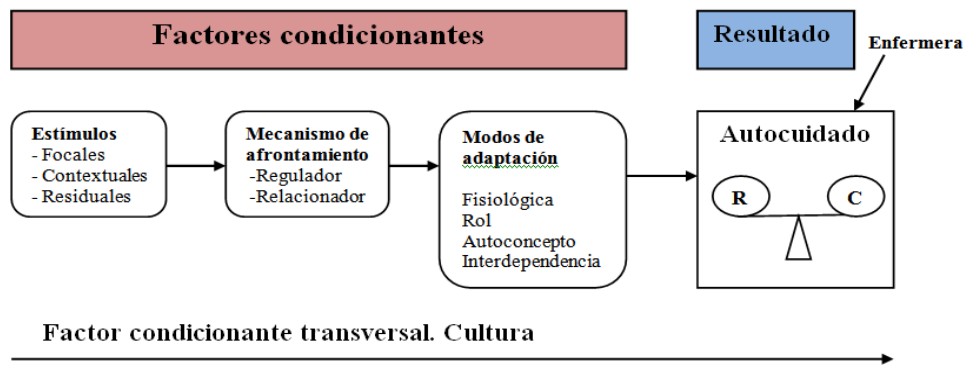 Factores condicionantes
Resultado
Enfermera
Estímulos
- Focales
- Contextuales
- Residuales
Mecanismo de
afrontamiento
-Regulador
-Relacionador
Modos de
adaptación
Fisiológica
Rol
Autoconcepto
Interdependencia
Autocuidado
R
C
Factor condicionante transversal. Cultura